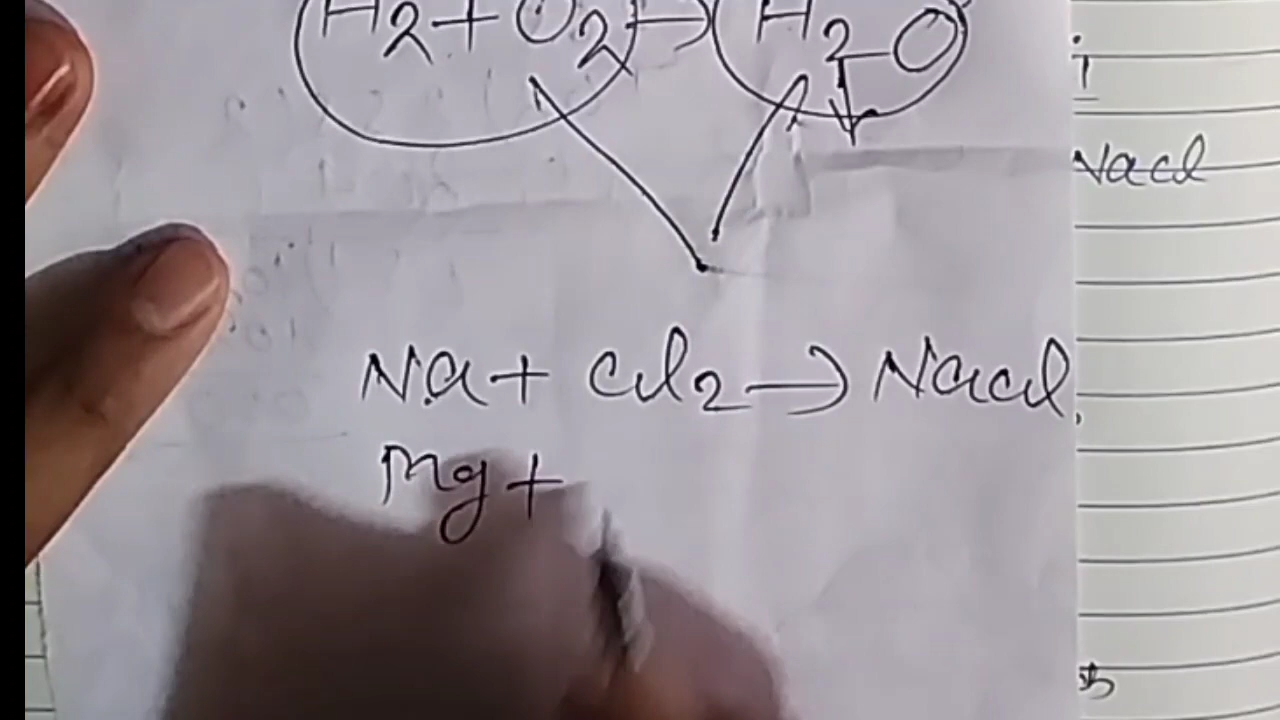 H2 + O2 → H2O
i
Nacl
Na + Cl2 → Nacl
Mg +